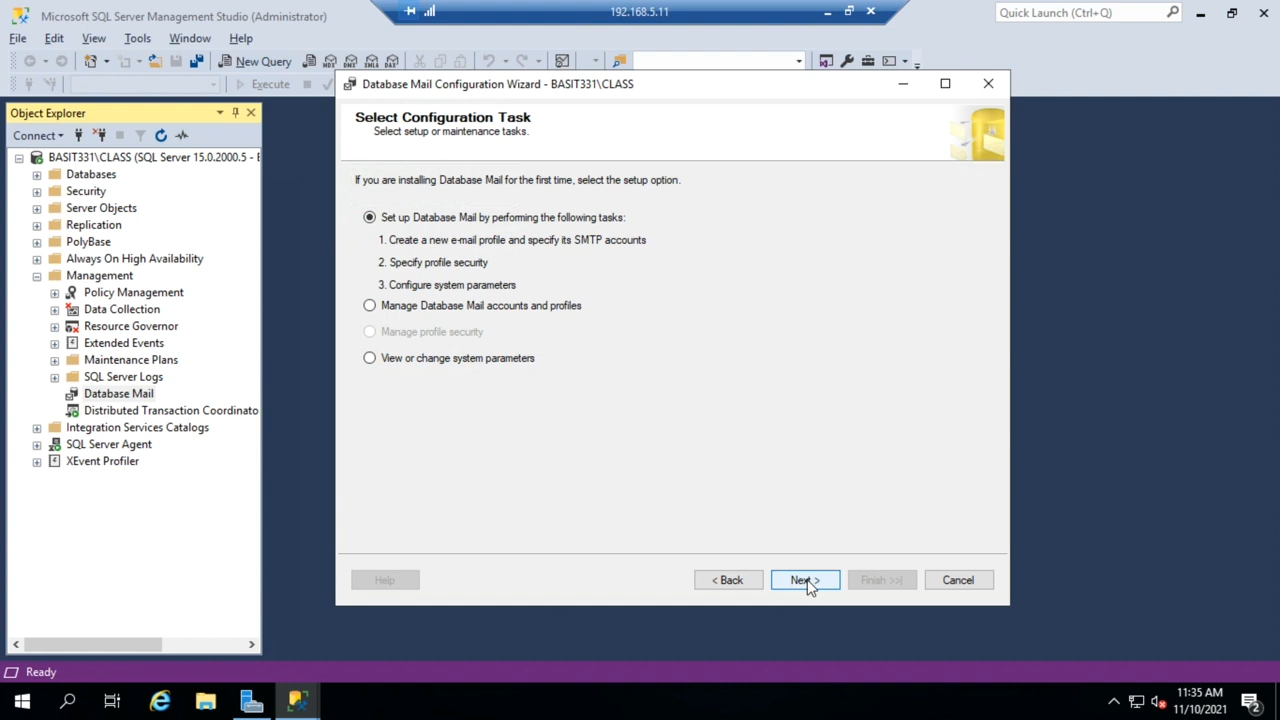 Microsoft SQL Server Management Studio (Administrator)
192.168.5.11
Quick Launch (Ctrl+Q)
File Edit View Tools Window Help
New Query
MDX DMX XMLA DAX
Execute
Object Explorer
Connect
BASIT331\CLASS (SQL Server 15.0.2000.5 - E
Databases
Security
Server Objects
Replication
PolyBase
Always On High Availability
Management
Policy Management
Data Collection
Resource Governor
Extended Events
Maintenance Plans
SQL Server Logs
Database Mail
Distributed Transaction Coordinato
Integration Services Catalogs
SQL Server Agent
XEvent Profiler
Database Mail Configuration Wizard - BASIT331\CLASS
Select Configuration Task
Select setup or maintenance tasks.
If you are installing Database Mail for the first time, select the setup option.
Set up Database Mail by performing the following tasks:
1. Create a new e-mail profile and specify its SMTP accounts
2. Specify profile security
3. Configure system parameters
Manage Database Mail accounts and profiles
Manage profile security
View or change system parameters
Help
< Back
Next >
Finish >>|
Cancel
Ready
11:35 AM
11/10/2021
2